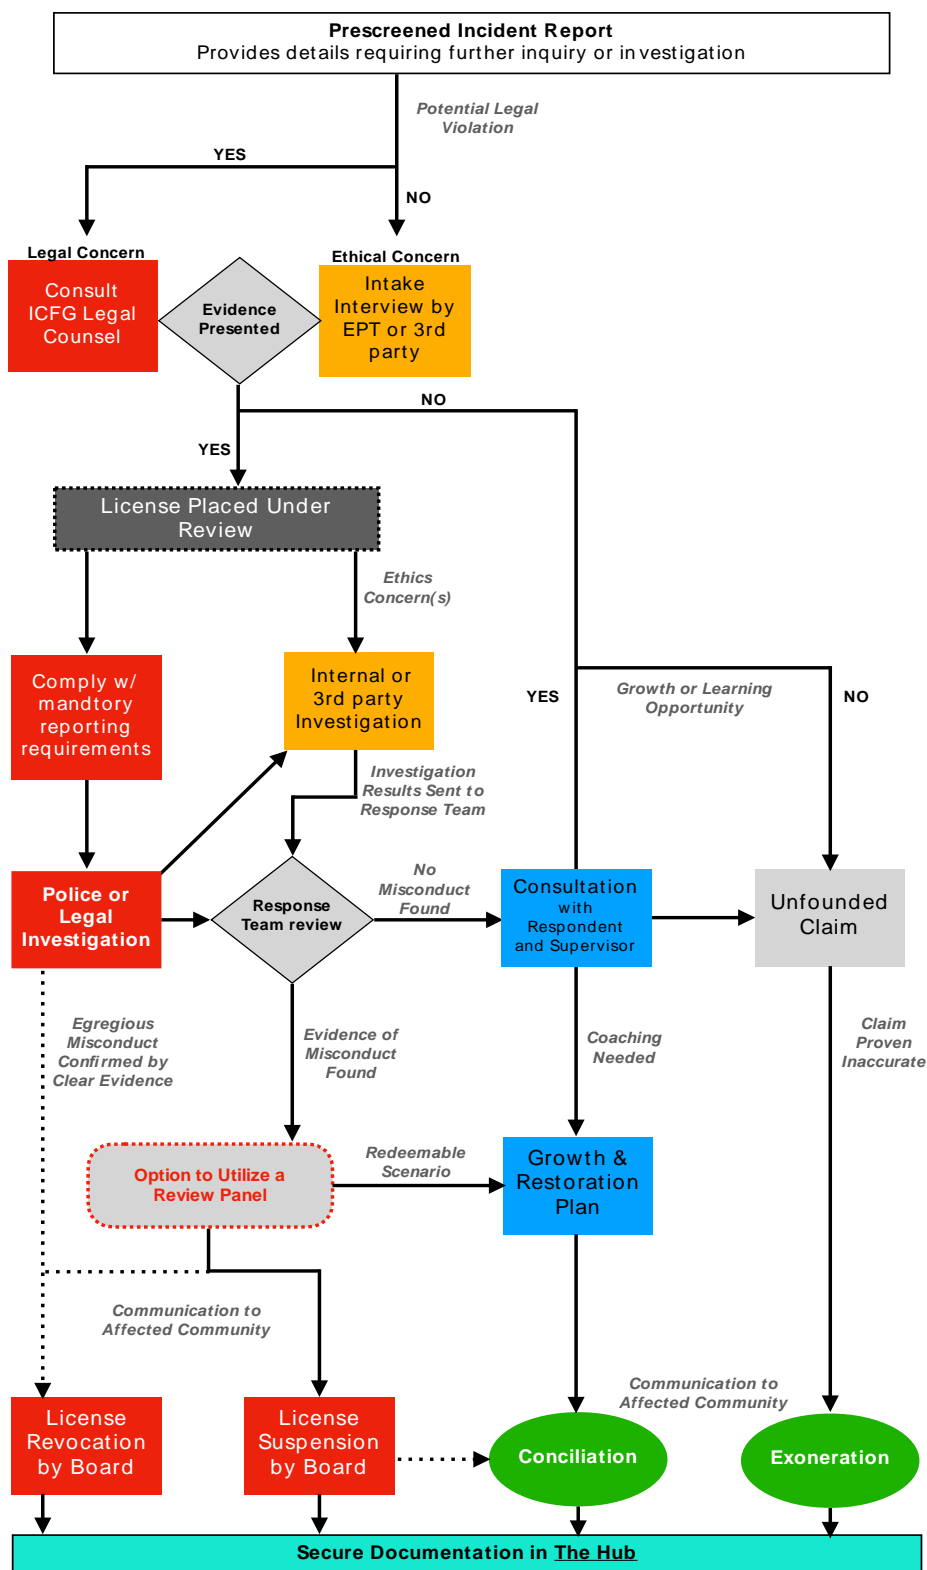 Prescreened Incident Report
Provides details requiring further inquiry or investigation
Potential Legal
Violation
YES
NO
Legal Concern
Ethical Concern
Consult
ICFG Legal
Counsel
Evidence
Presented
Intake
Interview by
EPT or 3rd
party
NO
YES
License Placed Under
Review
Ethics
Concern(s)
Comply w/
mandtory
reporting
requirements
Internal or
3rd party
Investigation
YES
Growth or Learning
Opportunity
NO
Investigation
Results Sent to
Response Team
Police or
Legal
Investigation
Response
Team review
No
Misconduct
Found
Consultation
with
Respondent
and Supervisor
Unfounded
Claim
Egregious
Misconduct
Confirmed by
Clear Evidence
Evidence of
Misconduct
Found
Coaching
Needed
Claim
Proven
Inaccurate
Option to Utilize a
Review Panel
Redeemable
Scenario
Growth &
Restoration
Plan
Communication to
Affected Community
Communication to
Affected Community
License
Revocation
by Board
License
Suspension
by Board
Conciliation
Exoneration
Secure Documentation in The Hub